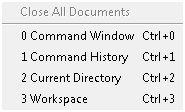 Close All Documents
0 Command Window Ctrl+0
1 Command History Ctrl+1
2 Current Directory Ctrl+2
3 Workspace Ctrl+3